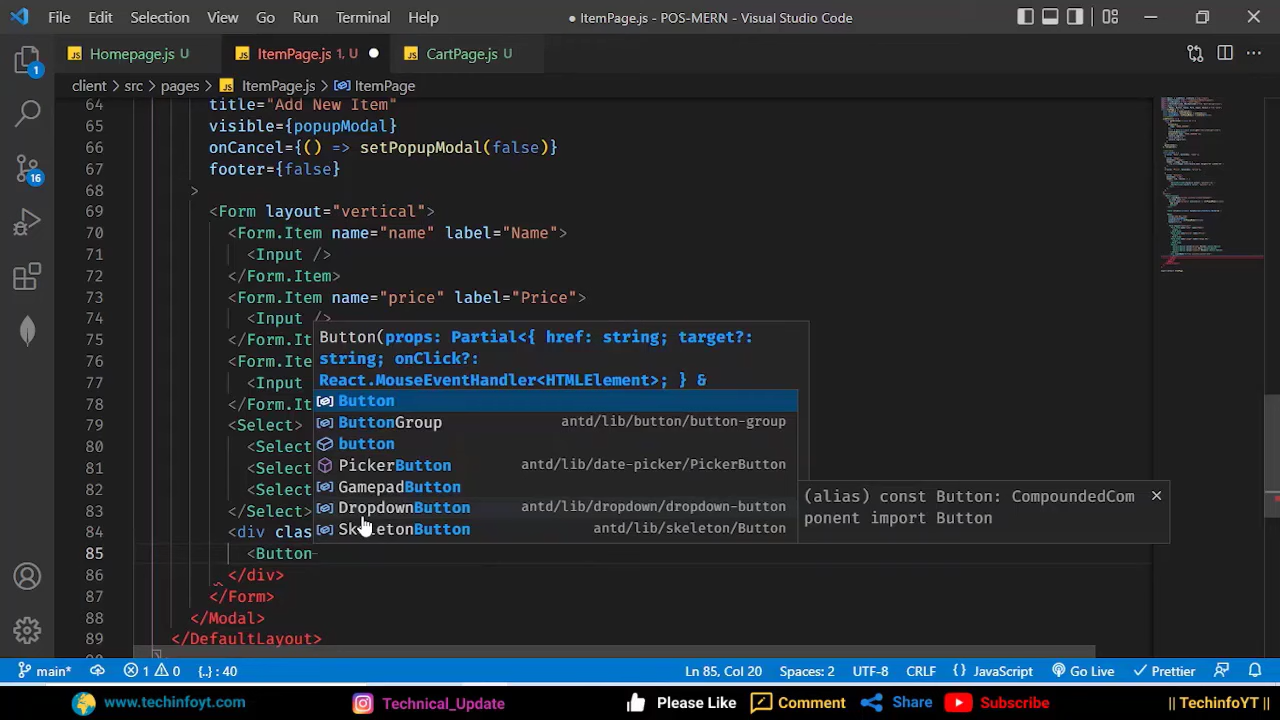 File Edit Selection View Go Run Terminal Help
● ItemPage.js - POS-MERN - Visual Studio Code
Homepage.js U
ItemPage.js 1, U
CartPage.js U
client > src > pages > ItemPage.js > ItemPage
64 title="Add New Item"
65 visible={popupModal}
66 onCancel={() => setPopupModal(false)}
67 footer={false}
68 >
69 <Form layout="vertical">
70 <Form.Item name="name" label="Name">
71 <Input />
72 </Form.Item>
73 <Form.Item name="price" label="Price">
74 <Input />
75 </Form.It
76 <Form.Ite
77 <Input
78 </Form.It
79 <Select>
80 <Select
81 <Select
82 <Select
83 </Select>
84 <div clas
85 <Button
86 </div>
87 </Form>
88 </Modal>
89 </DefaultLayout>
Button(props: Partial<{ href: string; target?:
string; onClick?:
React.MouseEventHandler<HTMLElement>; } &
Button
ButtonGroup antd/lib/button/button-group
button
PickerButton antd/lib/date-picker/PickerButton
GamepadButton
DropdownButton antd/lib/dropdown/dropdown-button
SkeletonButton antd/lib/skeleton/Button
(alias) const Button: CompoundedCom
ponent import Button
1
16
main* 1 0 {..} : 40 Ln 85, Col 20 Spaces: 2 UTF-8 CRLF {} JavaScript Go Live Prettier
www.techinfoyt.com Technical_Update Please Like Comment Share Subscribe || TechinfoYT ||